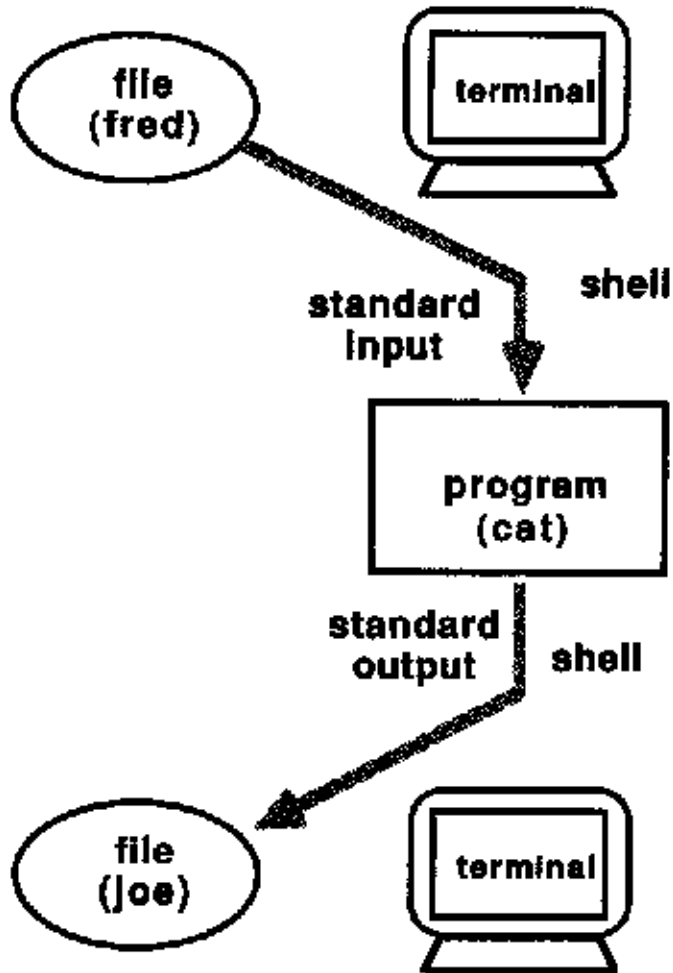 file
(fred)
terminal
shell
standard
input
program
(cat)
standard
output
shell
file
(joe)
terminal